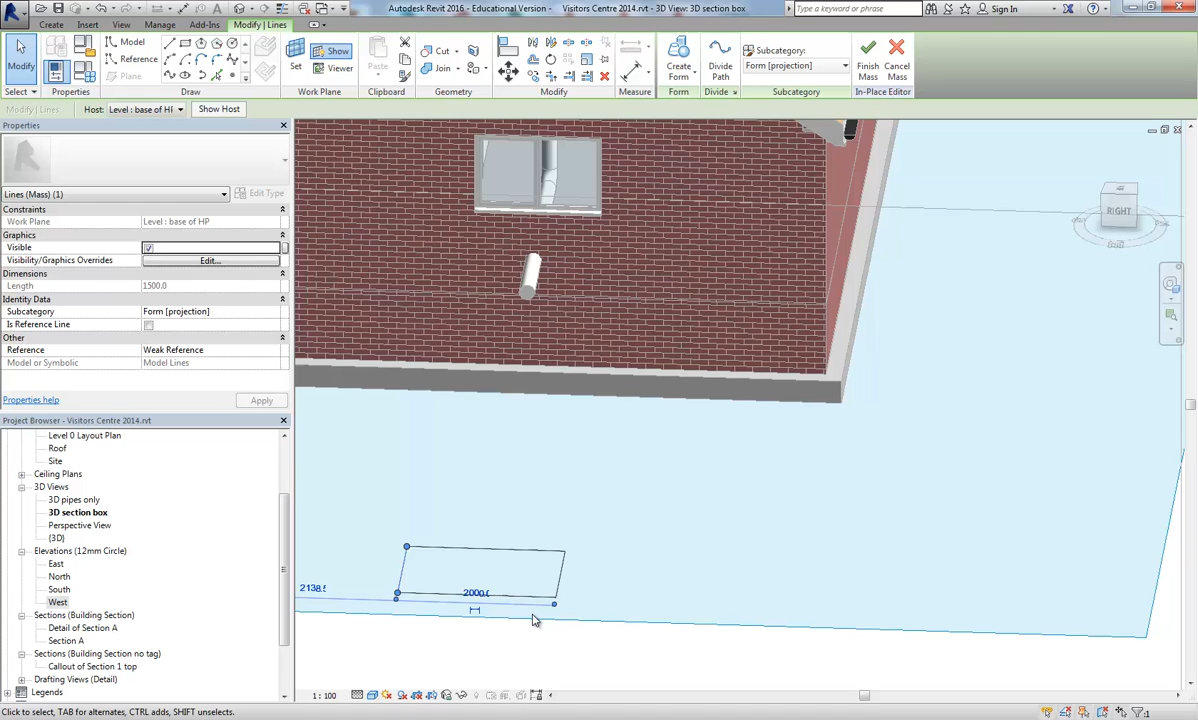 Autodesk Revit 2016 - Educational Version - Visitors Centre 2014.rvt - 3D View: 3D section box
Type a keyword or phrase
Sign In
Create Insert View Manage Add-Ins Modify | Lines
Modify
Model
Reference
Plane
Set
Show
Viewer
Paste
Cut
Join
Create Form
Divide Path
Subcategory:
Form [projection]
Finish Mass
Cancel Mass
Select Properties Draw Work Plane Clipboard Geometry Modify Measure Form Divide Subcategory In-Place Editor
Modify | Lines Host: Level : base of HP Show Host
Properties
Lines (Mass) (1) Edit Type
Constraints
Work Plane Level : base of HP
Graphics
Visible
Visibility/Graphics Overrides Edit...
Dimensions
Length 1500.0
Identity Data
Subcategory Form [projection]
Is Reference Line
Other
Reference Weak Reference
Model or Symbolic Model Lines
Properties help Apply
Project Browser - Visitors Centre 2014.rvt
Level 0 Layout Plan
Roof
Site
Ceiling Plans
3D Views
3D pipes only
3D section box
Perspective View
{3D}
Elevations (12mm Circle)
East
North
South
West
Sections (Building Section)
Detail of Section A
Section A
Sections (Building Section no tag)
Callout of Section 1 top
Drafting Views (Detail)
Legends
RIGHT
2138.5
2000.0
1 : 100
Click to select, TAB for alternates, CTRL adds, SHIFT unselects.
:1